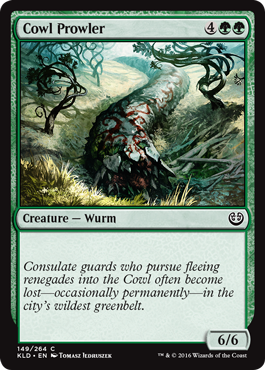 Cowl Prowler 4
Creature — Wurm
Consulate guards who pursue fleeing
renegades into the Cowl often become
lost—occasionally permanently—in the
city's wildest greenbelt.
6/6
149/264 C
KLD • EN Tomasz Jedruszek
™ & © 2016 Wizards of the Coast